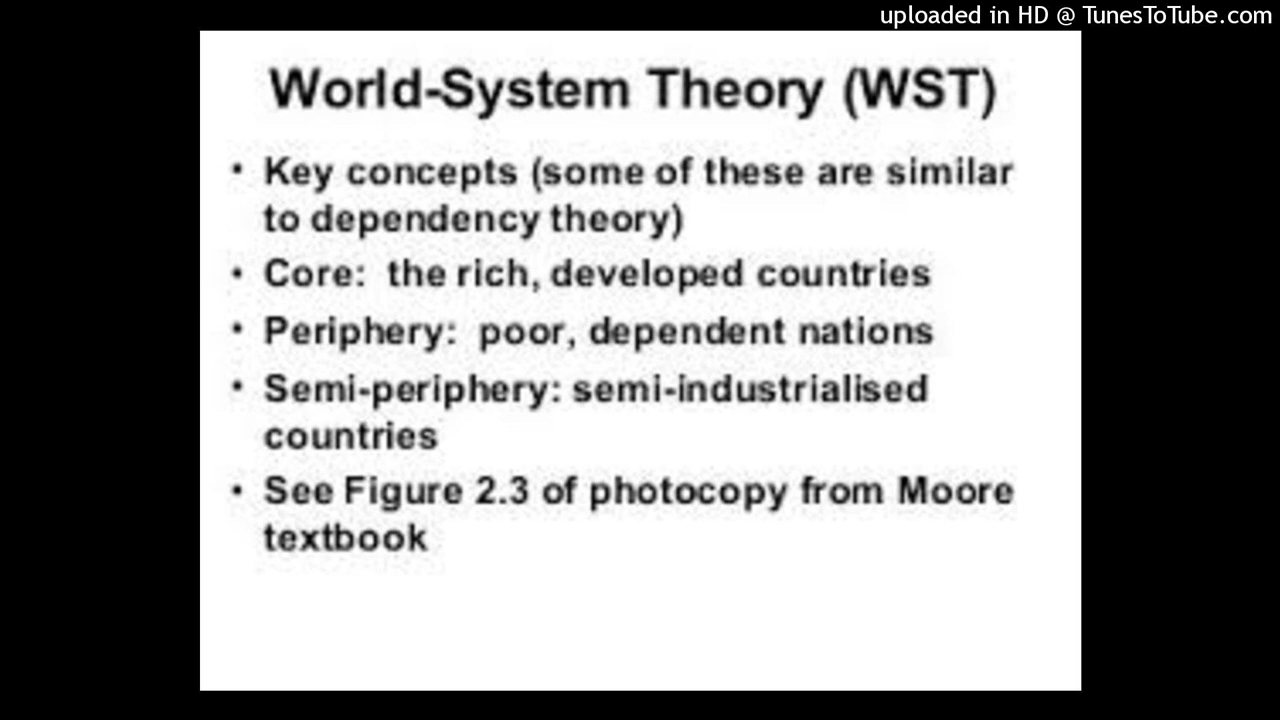 uploaded in HD @ TunesToTube.com
World-System Theory (WST)
• Key concepts (some of these are similar
to dependency theory)
• Core:  the rich, developed countries
• Periphery:  poor, dependent nations
• Semi-periphery: semi-industrialised
countries
• See Figure 2.3 of photocopy from Moore
textbook